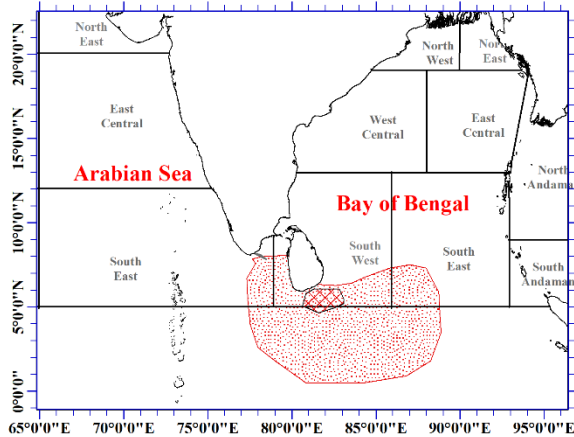 North
East
North
West
North
East
20°0'0"N
East
Central
West
Central
East
Central
15°0'0"N
Arabian Sea
North
Andaman
Bay of Bengal
10°0'0"N
South
East
South
West
South
East
South
Andaman
5°0'0"N
0°0'0"
65°0'0"E
70°0'0"E
75°0'0"E
80°0'0"E
85°0'0"E
90°0'0"E
95°0'0"E